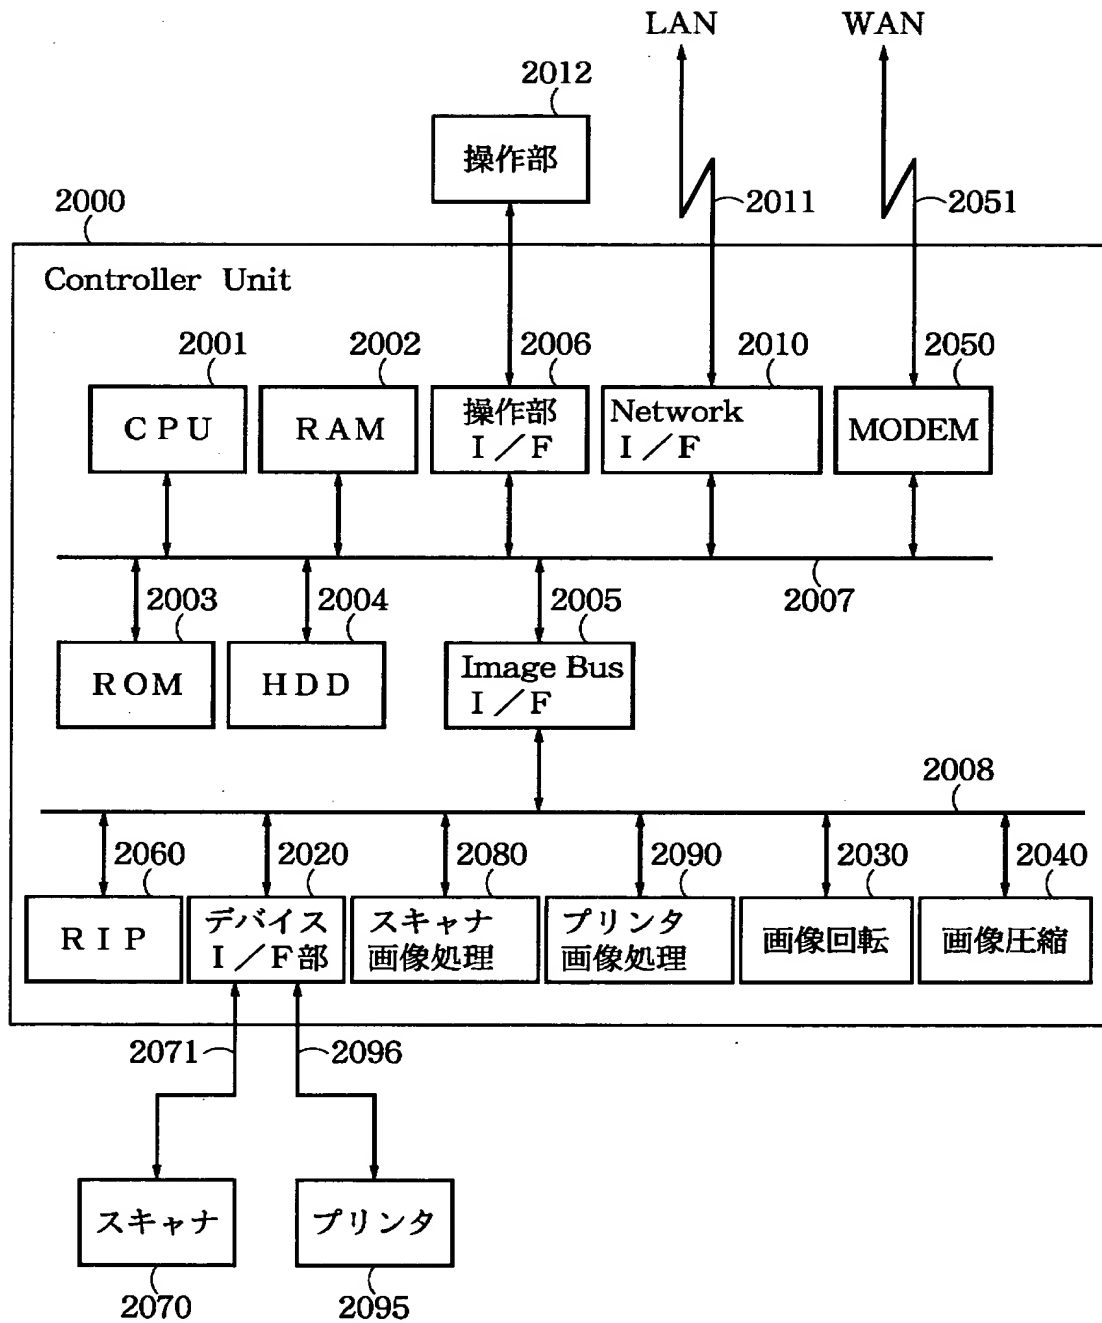 LAN
WAN
2012
操作部
2011
2051
2000
Controller Unit
2001
2002
2006
2010
2050
CPU
RAM
操作部
I/F
Network
I/F
MODEM
2003
2004
2005
2007
ROM
HDD
Image Bus
I/F
2008
2060
2020
2080
2090
2030
2040
RIP
デバイス
I/F部
スキャナ
画像処理
プリンタ
画像処理
画像回転
画像圧縮
2071
2096
スキャナ
プリンタ
2070
2095